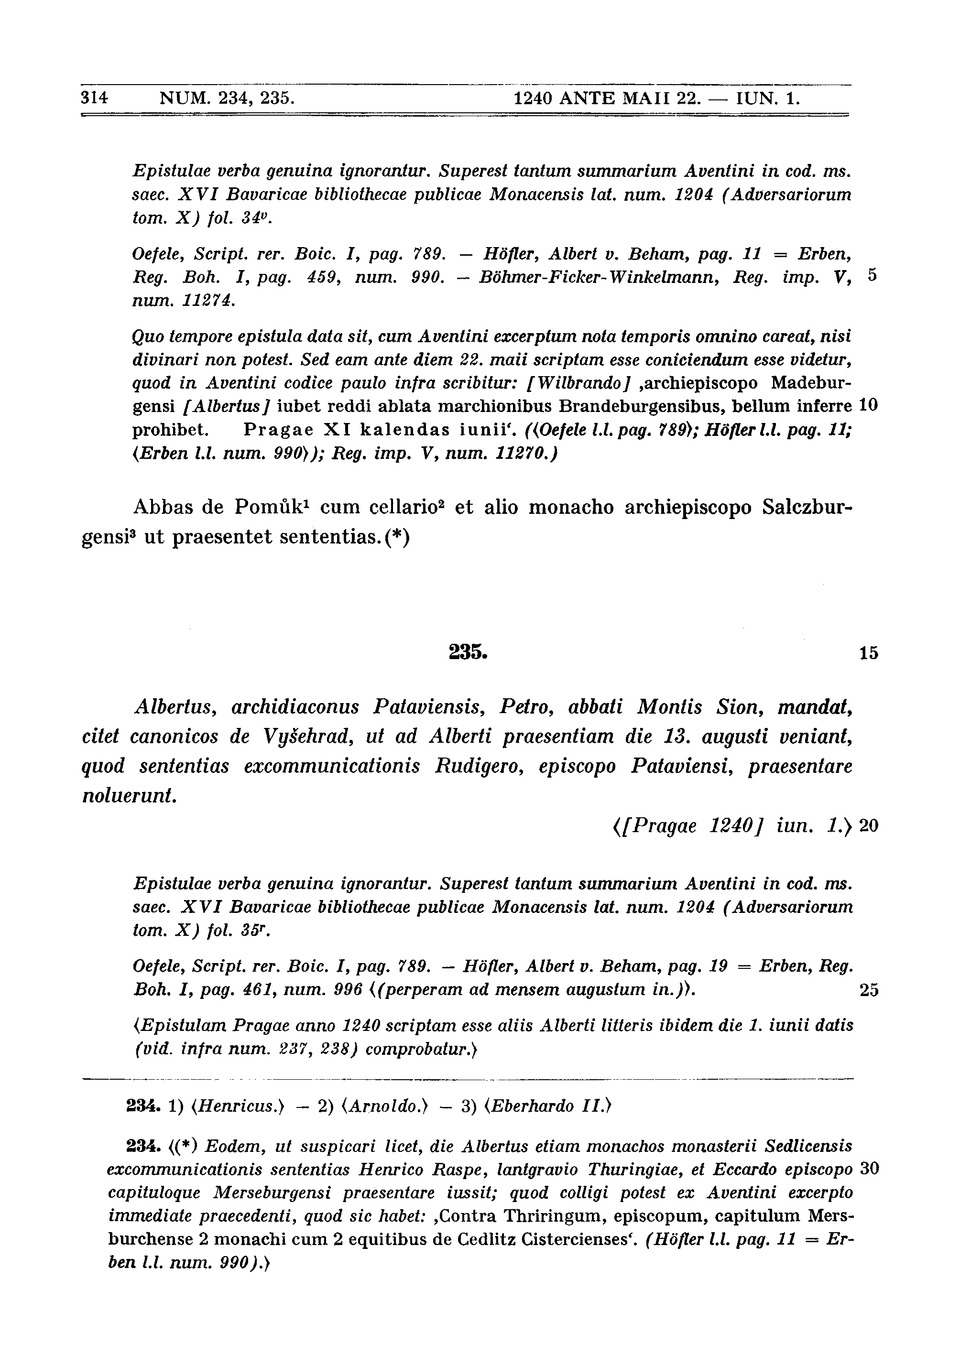 314 NUM. 234, 235. 1240 ANTE MAII 22. — IUN. 1.
Epistulae verba genuina ignorantur. Superest tantum summarium Aventini in cod. ms.
saec. XVI Bavaricae bibliothecae publicae Monacensis lat. num. 1204 (Adversariorum
tom. X) fol. 34v.
Oefele, Script. rer. Boic. I, pag. 789. — Höfler, Albert v. Beham, pag. 11 = Erben,
Reg. Boh. I, pag. 459, num. 990. — Böhmer-Ficker-Winkelmann, Reg. imp. V, 5
num. 11274.
Quo tempore epistula data sit, cum Aventini excerptum nota temporis omnino careat, nisi
divinari non potest. Sed eam ante diem 22. maii scriptam esse coniciendum esse videtur,
quod in Aventini codice paulo infra scribitur: [Wilbrando] ‚archiepiscopo Madebur-
gensi [Albertus] iubet reddi ablata marchionibus Brandeburgensibus, bellum inferre 10
prohibet. Pragae XI kalendas iunii‘. (⟨Oefele l.l. pag. 789⟩; Höfler l.l. pag. 11;
⟨Erben l.l. num. 990⟩); Reg. imp. V, num. 11270.)
Abbas de Pomůk¹ cum cellario² et alio monacho archiepiscopo Salczbur-
gensi³ ut praesentet sententias.(*)
235. 15
Albertus, archidiaconus Pataviensis, Petro, abbati Montis Sion, mandat,
citet canonicos de Vyšehrad, ut ad Alberti praesentiam die 13. augusti veniant,
quod sententias excommunicationis Rudigero, episcopo Pataviensi, praesentare
noluerunt.
⟨[Pragae 1240] iun. 1.⟩ 20
Epistulae verba genuina ignorantur. Superest tantum summarium Aventini in cod. ms.
saec. XVI Bavaricae bibliothecae publicae Monacensis lat. num. 1204 (Adversariorum
tom. X) fol. 35r.
Oefele, Script. rer. Boic. I, pag. 789. — Höfler, Albert v. Beham, pag. 19 = Erben, Reg.
Boh. I, pag. 461, num. 996 ⟨(perperam ad mensem augustum in.)⟩. 25
⟨Epistulam Pragae anno 1240 scriptam esse aliis Alberti litteris ibidem die 1. iunii datis
(vid. infra num. 237, 238) comprobatur.⟩
234. 1) ⟨Henricus.⟩ — 2) ⟨Arnoldo.⟩ — 3) ⟨Eberhardo II.⟩
234. ⟨(*) Eodem, ut suspicari licet, die Albertus etiam monachos monasterii Sedlicensis
excommunicationis sententias Henrico Raspe, lantgravio Thuringiae, et Eccardo episcopo 30
capituloque Merseburgensi praesentare iussit; quod colligi potest ex Aventini excerpto
immediate praecedenti, quod sic habet: ‚Contra Thriringum, episcopum, capitulum Mers-
burchense 2 monachi cum 2 equitibus de Cedlitz Cistercienses‘. (Höfler l.l. pag. 11 = Er-
ben l.l. num. 990).⟩